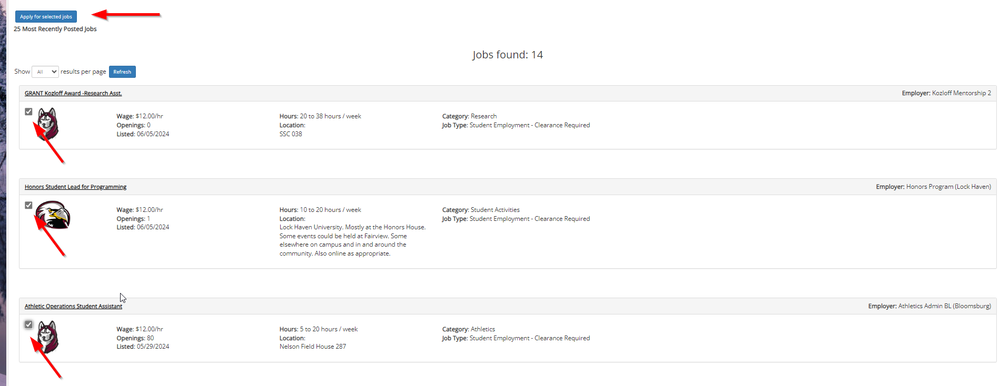 Apply for selected jobs
25 Most Recently Posted Jobs
Jobs found: 14
Show All results per page Refresh
GRANT Kozloff Award -Research Asst. Employer: Kozloff Mentorship 2
Wage: $12.00/hr
Openings: 0
Listed: 06/05/2024
Hours: 20 to 38 hours / week
Location:
SSC 038
Category: Research
Job Type: Student Employment - Clearance Required
Honors Student Lead for Programming Employer: Honors Program (Lock Haven)
Wage: $12.00/hr
Openings: 1
Listed: 06/05/2024
Hours: 10 to 20 hours / week
Location:
Lock Haven University. Mostly at the Honors House.
Some events could be held at Fairview. Some
elsewhere on campus and in and around the
community. Also online as appropriate.
Category: Student Activities
Job Type: Student Employment - Clearance Required
Athletic Operations Student Assistant Employer: Athletics Admin BL (Bloomsburg)
Wage: $12.00/hr
Openings: 80
Listed: 05/29/2024
Hours: 5 to 20 hours / week
Location:
Nelson Field House 287
Category: Athletics
Job Type: Student Employment - Clearance Required